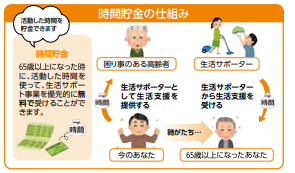 時間貯金の仕組み
活動した時間を
貯金できます
時間貯金
65歳以上になった時
に、活動した時間を
使って、生活サポー
ト事業を優先的に無
料で受けることがで
きます。
時間
困り事のある高齢者
生活サポーター
時間
生活サポーターと
して生活支援を
提供する
生活サポーター
から生活支援を
受ける
時間
時がたち…
今のあなた
65歳以上になったあなた